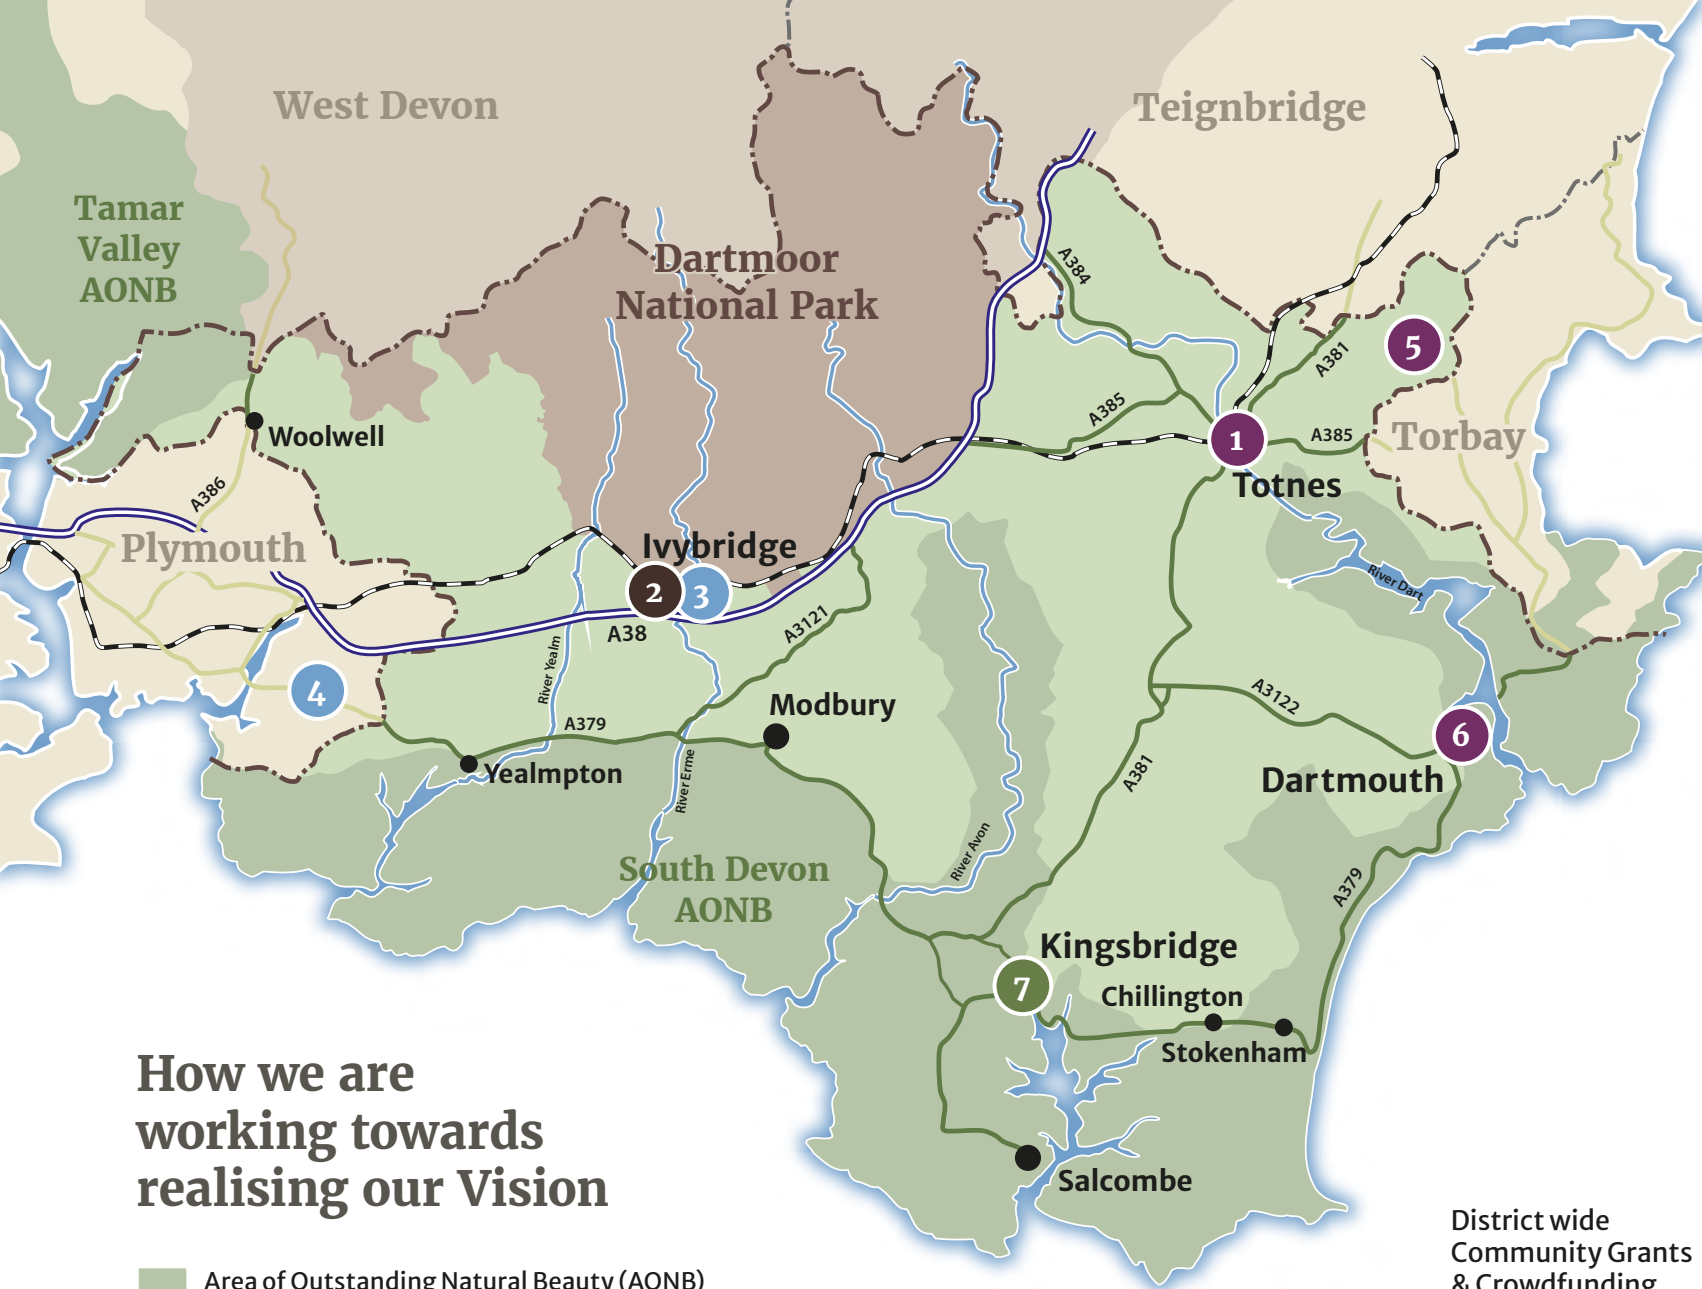 West Devon
Teignbridge
Tamar
Valley
AONB
Dartmoor
National Park
A384
5
A381
A385
1
A385
Torbay
Woolwell
Totnes
A386
Plymouth
Ivybridge
2
3
River Dart
A3121
A38
River Yealm
4
A3122
Modbury
A379
6
Yealmpton
River Erme
A381
Dartmouth
South Devon
AONB
River Avon
A379
Kingsbridge
7
Chillington
Stokenham
How we are
working towards
realising our Vision
Salcombe
District wide
Community Grants
& Crowdfunding
Area of Outstanding Natural Beauty (AONB)